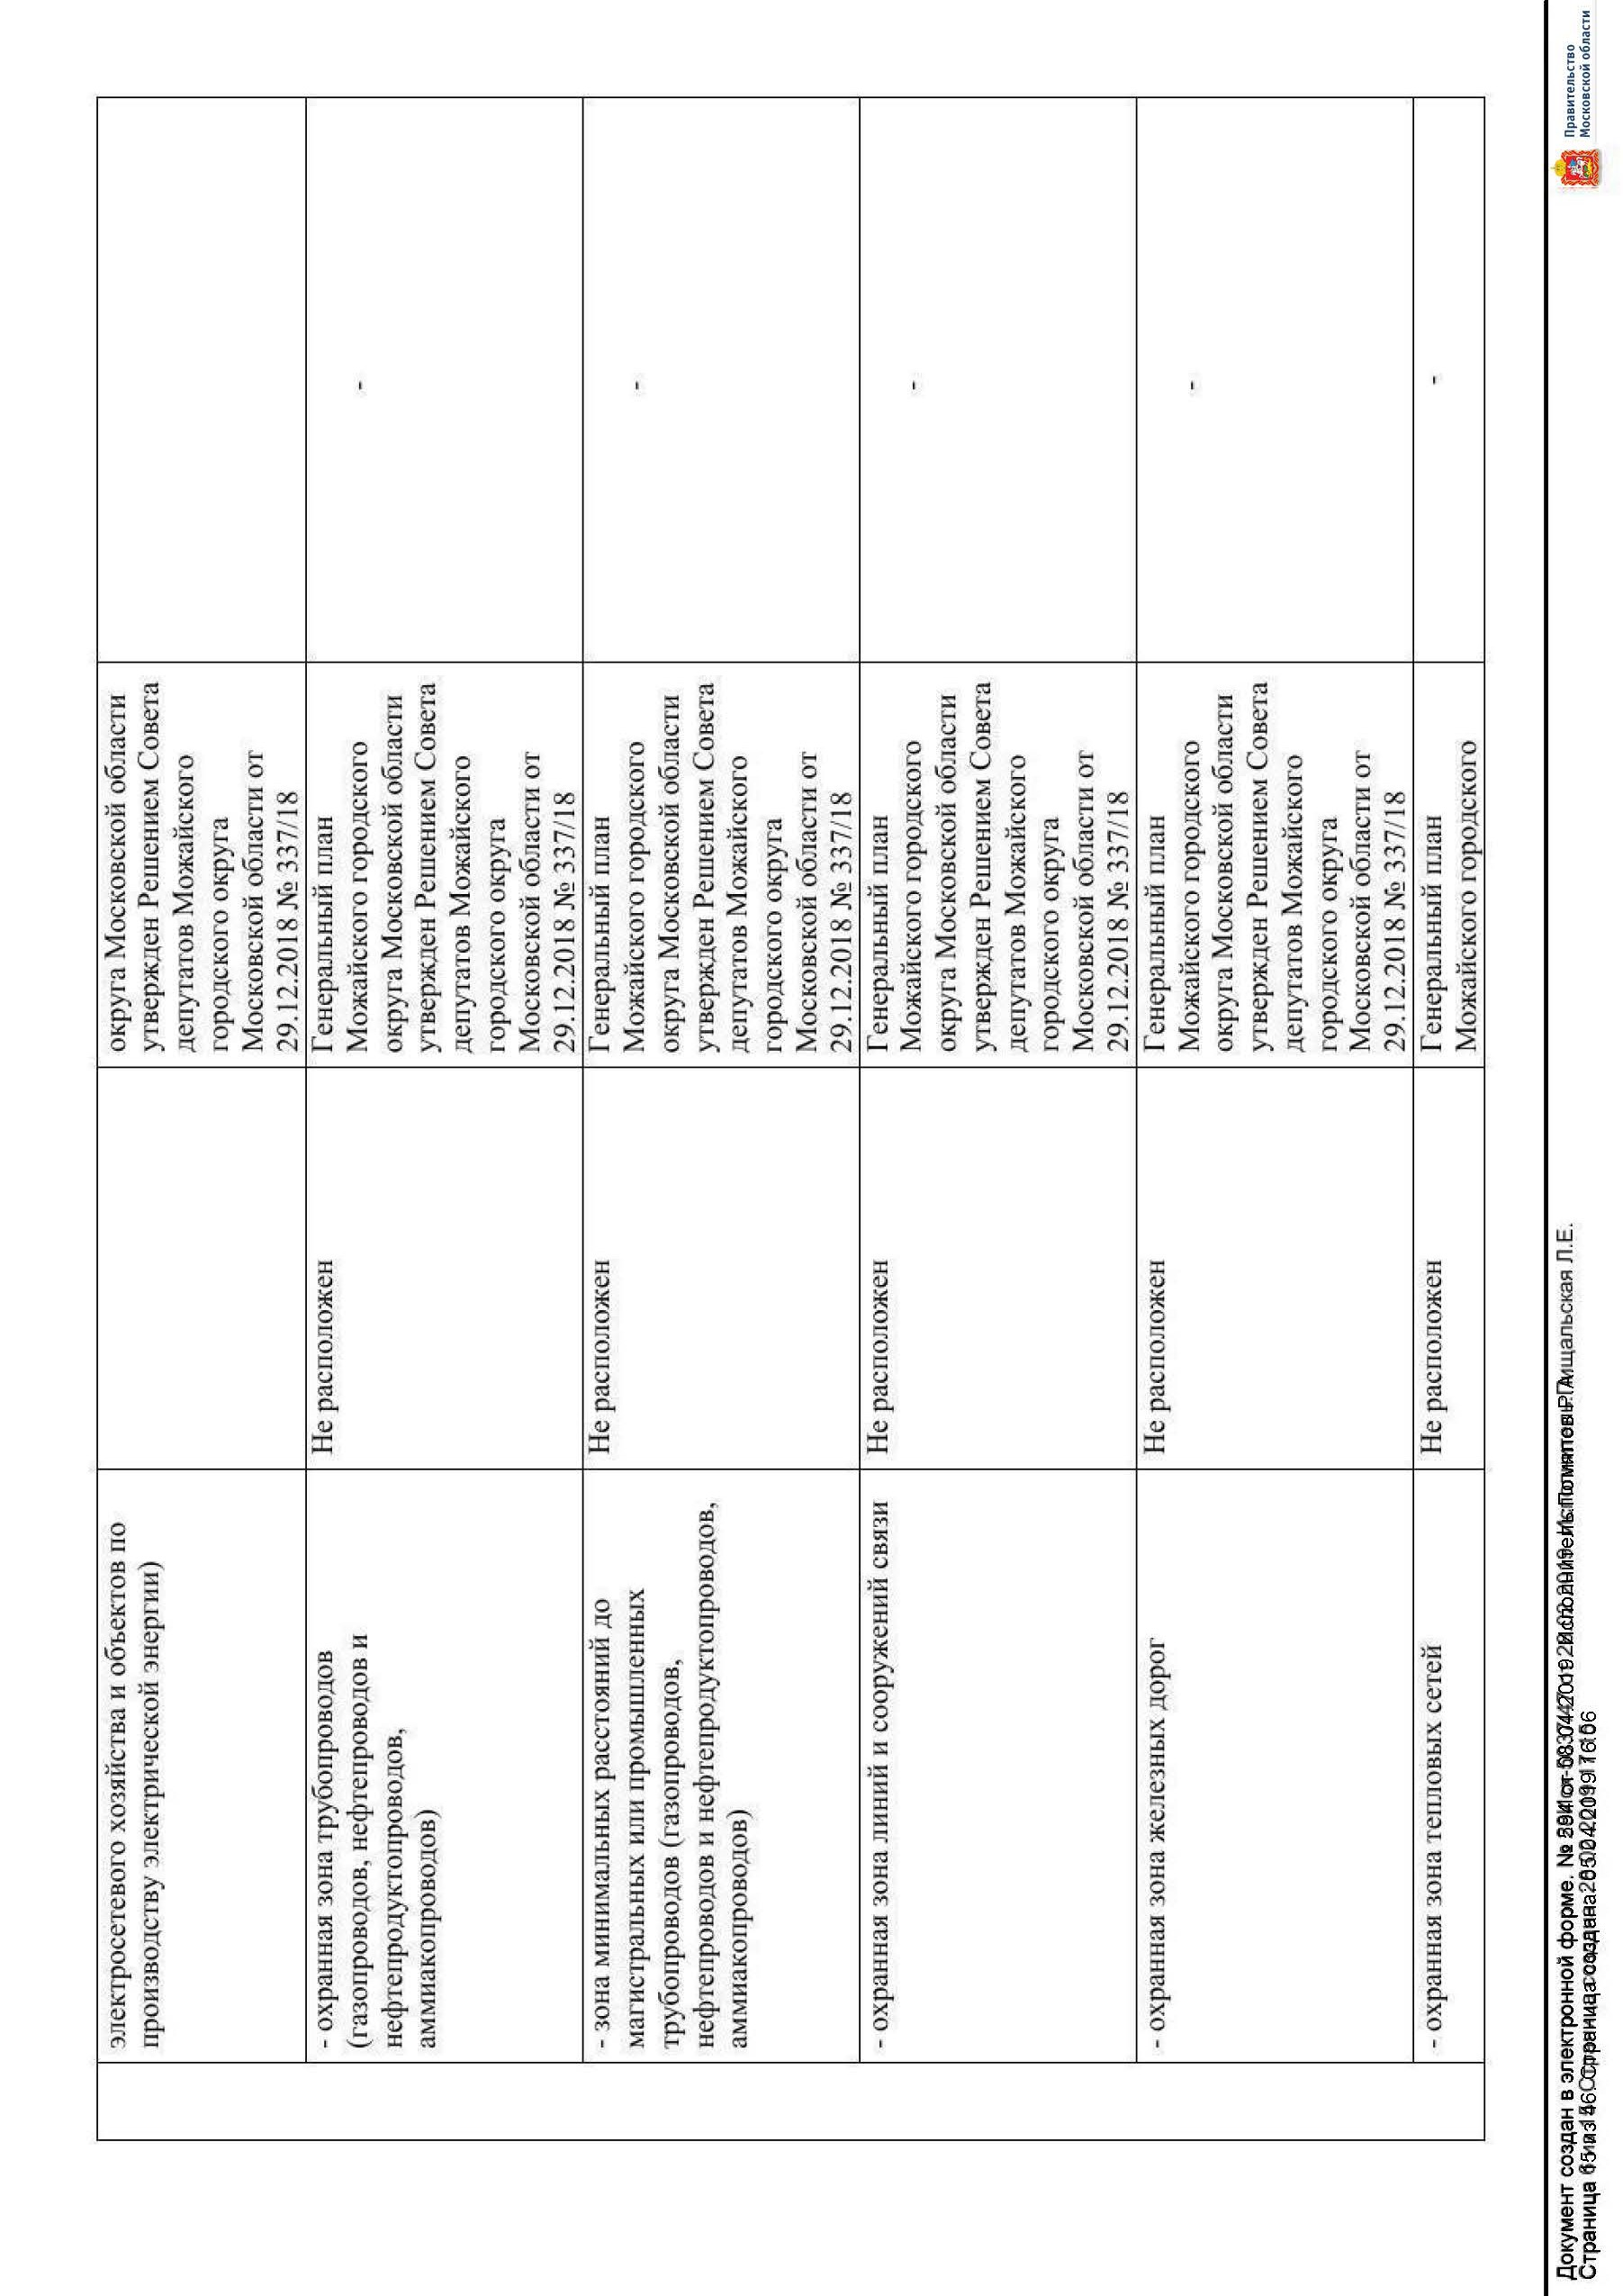 электросетевого хозяйства и объектов по
производству электрической энергии)
округа Московской области
утвержден Решением Совета
депутатов Можайского
городского округа
Московской области от
29.12.2018 № 337/18
- охранная зона трубопроводов
(газопроводов, нефтепроводов и
нефтепродуктопроводов,
аммиакопроводов)
Не расположен
Генеральный план
Можайского городского
округа Московской области
утвержден Решением Совета
депутатов Можайского
городского округа
Московской области от
29.12.2018 № 337/18
-
- зона минимальных расстояний до
магистральных или промышленных
трубопроводов (газопроводов,
нефтепроводов и нефтепродуктопроводов,
аммиакопроводов)
Не расположен
Генеральный план
Можайского городского
округа Московской области
утвержден Решением Совета
депутатов Можайского
городского округа
Московской области от
29.12.2018 № 337/18
-
- охранная зона линий и сооружений связи
Не расположен
Генеральный план
Можайского городского
округа Московской области
утвержден Решением Совета
депутатов Можайского
городского округа
Московской области от
29.12.2018 № 337/18
-
- охранная зона железных дорог
Не расположен
Генеральный план
Можайского городского
округа Московской области
утвержден Решением Совета
депутатов Можайского
городского округа
Московской области от
29.12.2018 № 337/18
-
- охранная зона тепловых сетей
Не расположен
Генеральный план
Можайского городского
-
Документ создан в электронной форме. №
Страница
Правительство
Московской области